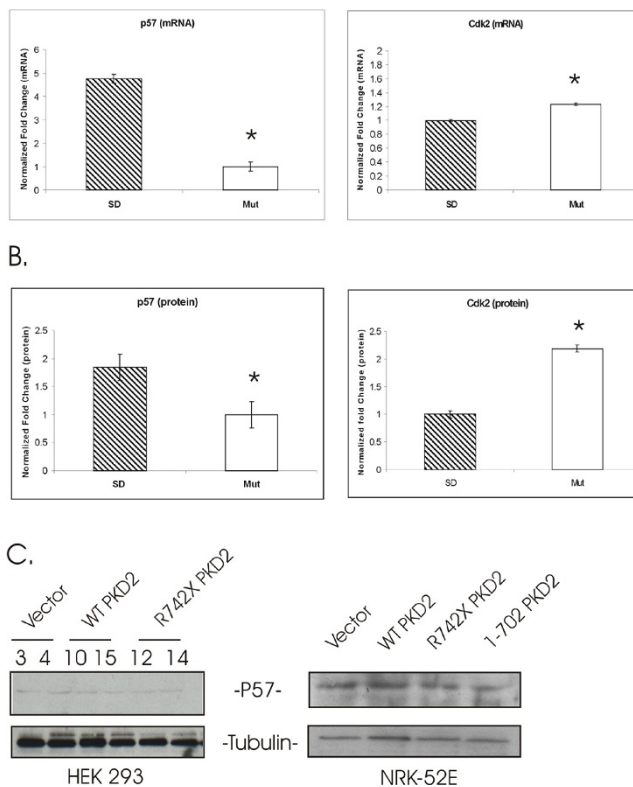 p57 (mRNA)
Normalized Fold Change (mRNA)
6
5
4
3
2
1
0
*
SD Mut
Cdk2 (mRNA)
Normalized Fold Change (mRNA)
2
1.8
1.6
1.4
1.2
1
0.8
0.6
0.4
0.2
0
*
SD Mut
B.
p57 (protein)
Normalized Fold Change (protein)
2.5
2
1.5
1
0.5
0
*
SD Mut
Cdk2 (protein)
Normalized fold Change (protein)
2.5
2
1.5
1
0.5
0
*
SD Mut
C.
Vector WT PKD2 R742X PKD2
3 4 10 15 12 14
Vector WT PKD2 R742X PKD2 1-702 PKD2
-P57-
-Tubulin-
HEK 293 NRK-52E